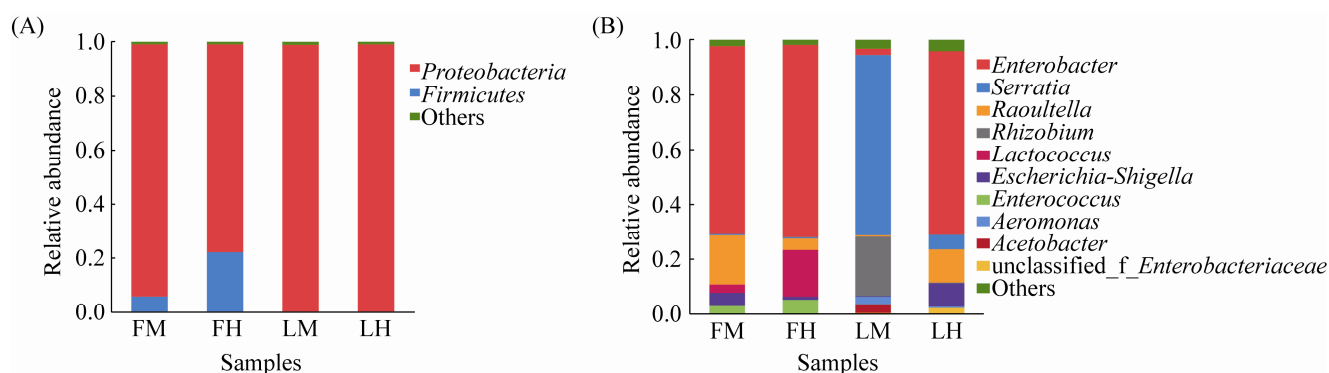 (A)
1.0
0.8
0.6
0.4
0.2
0.0
Relative abundance
FM FH LM LH
Samples
Proteobacteria
Firmicutes
Others
(B)
1.0
0.8
0.6
0.4
0.2
0.0
Relative abundance
FM FH LM LH
Samples
Enterobacter
Serratia
Raoultella
Rhizobium
Lactococcus
Escherichia-Shigella
Enterococcus
Aeromonas
Acetobacter
unclassified_f_Enterobacteriaceae
Others